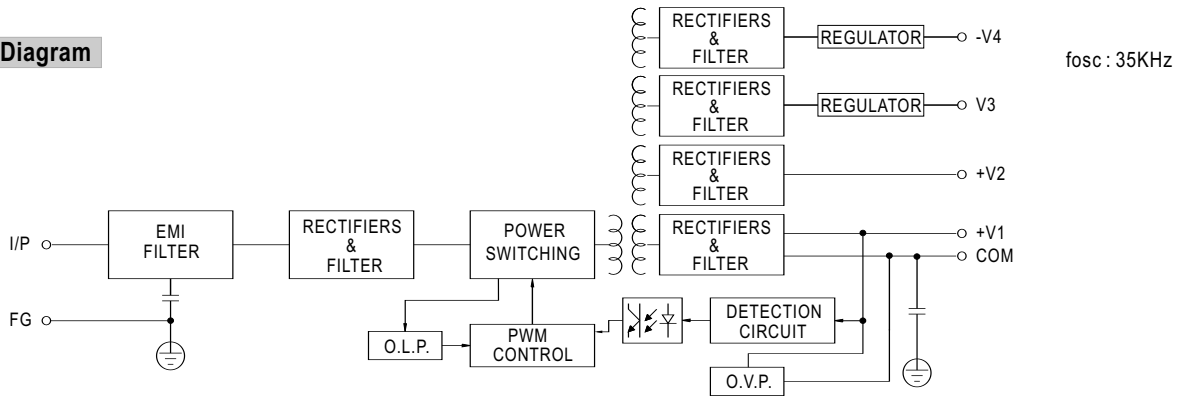 Diagram
fosc : 35KHz
RECTIFIERS
&
FILTER
REGULATOR
-V4
RECTIFIERS
&
FILTER
REGULATOR
V3
RECTIFIERS
&
FILTER
+V2
I/P
EMI
FILTER
RECTIFIERS
&
FILTER
POWER
SWITCHING
RECTIFIERS
&
FILTER
+V1
COM
FG
O.L.P.
PWM
CONTROL
DETECTION
CIRCUIT
O.V.P.